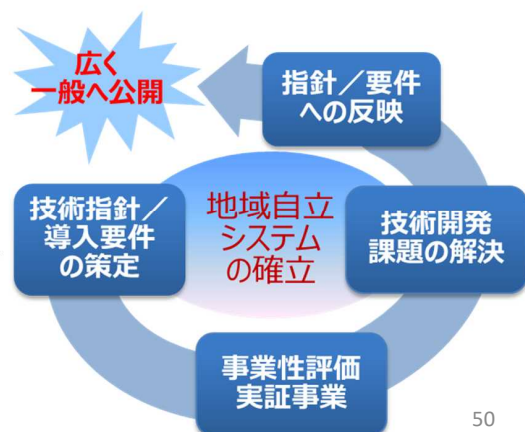 広く
一般へ公開
指針／要件
への反映
技術指針／
導入要件
の策定
地域自立
システム
の確立
技術開発
課題の解決
事業性評価
実証事業
50